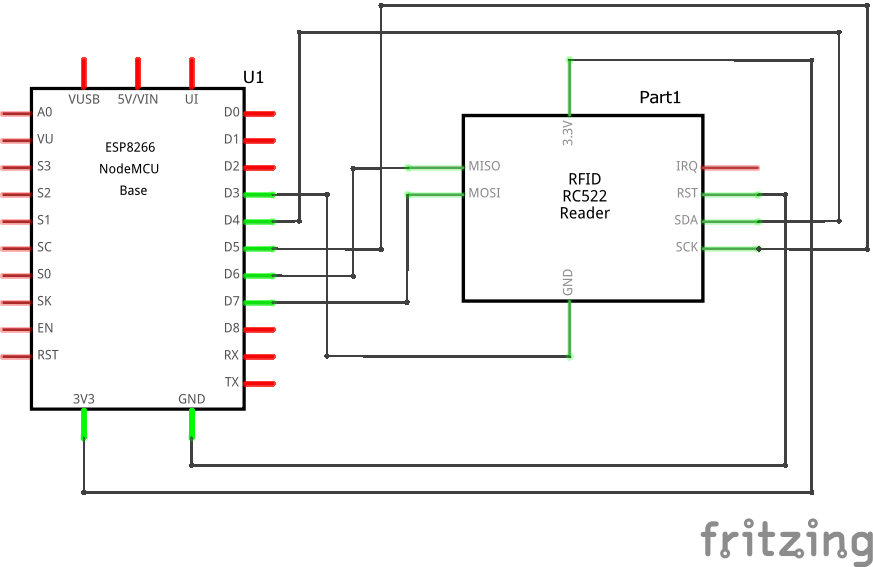 U1
VUSB 5V/VIN UI
A0
VU
S3
S2
S1
SC
S0
SK
EN
RST
ESP8266
NodeMCU
Base
D0
D1
D2
D3
D4
D5
D6
D7
D8
RX
TX
3V3 GND
Part1
3.3V
MISO
MOSI
RFID
RC522
Reader
IRQ
RST
SDA
SCK
GND
fritzing